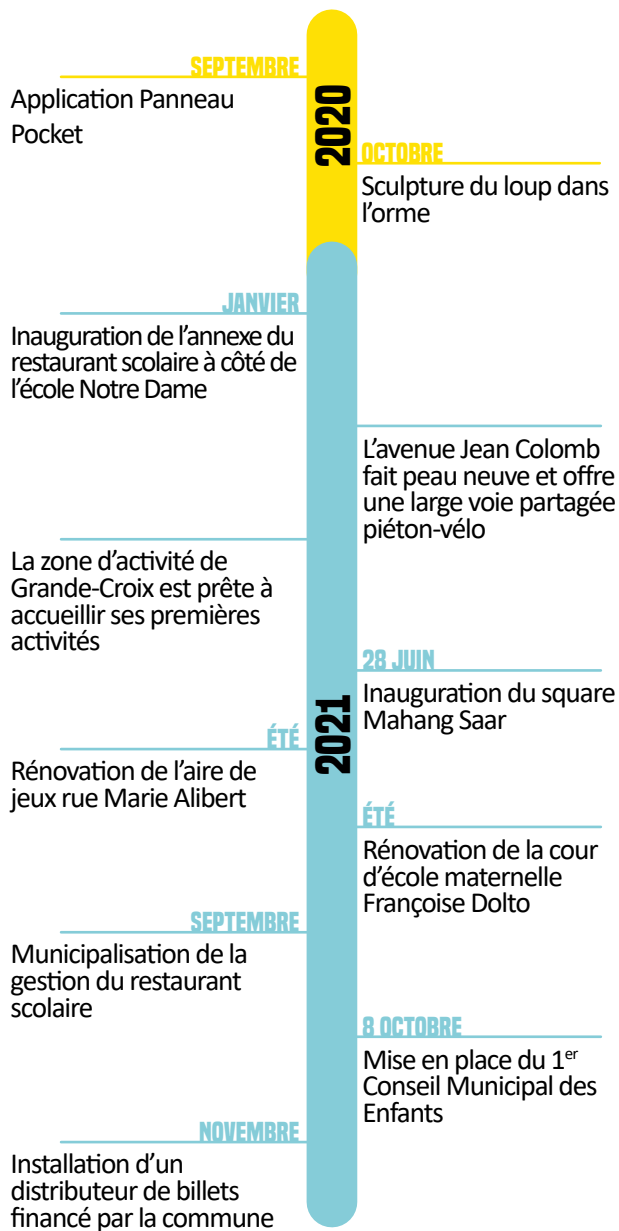 SEPTEMBRE
Application Panneau
Pocket
2020
OCTOBRE
Sculpture du loup dans
l'orme
JANVIER
Inauguration de l'annexe du
restaurant scolaire à côté de
l'école Notre Dame
L'avenue Jean Colomb
fait peau neuve et offre
une large voie partagée
piéton-vélo
La zone d'activité de
Grande-Croix est prête à
accueillir ses premières
activités
28 JUIN
Inauguration du square
Mahang Saar
2021
ÉTÉ
Rénovation de l'aire de
jeux rue Marie Alibert
ÉTÉ
Rénovation de la cour
d'école maternelle
Françoise Dolto
SEPTEMBRE
Municipalisation de la
gestion du restaurant
scolaire
8 OCTOBRE
Mise en place du 1er
Conseil Municipal des
Enfants
NOVEMBRE
Installation d'un
distributeur de billets
financé par la commune